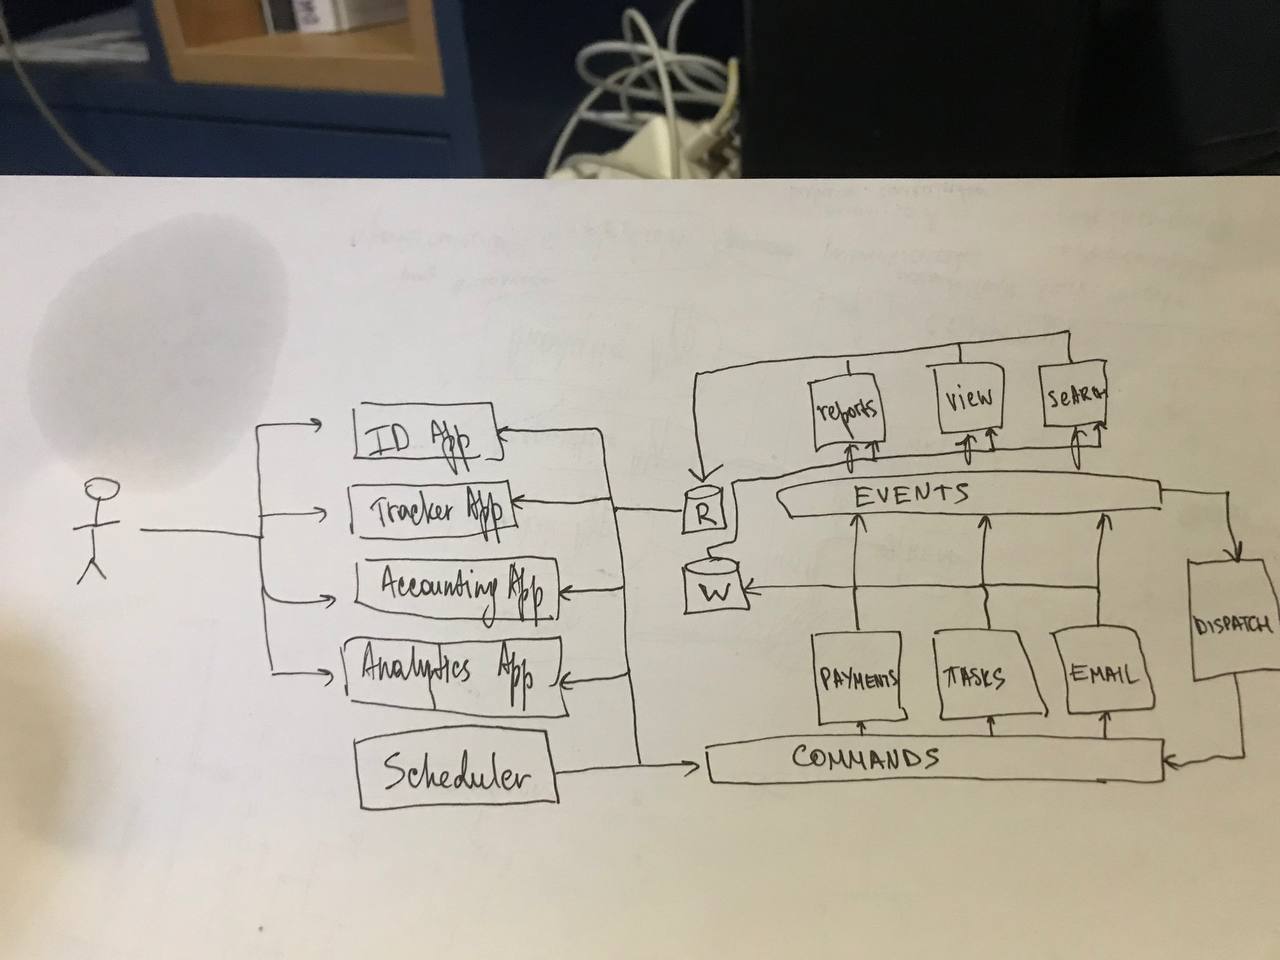 ID App
Tracker App
Accounting App
Analytics App
Scheduler
R
W
reports
view
SeARCH
EVENTS
DISPATCH
PAYMENTS
TASKS
EMAIL
COMMANDS